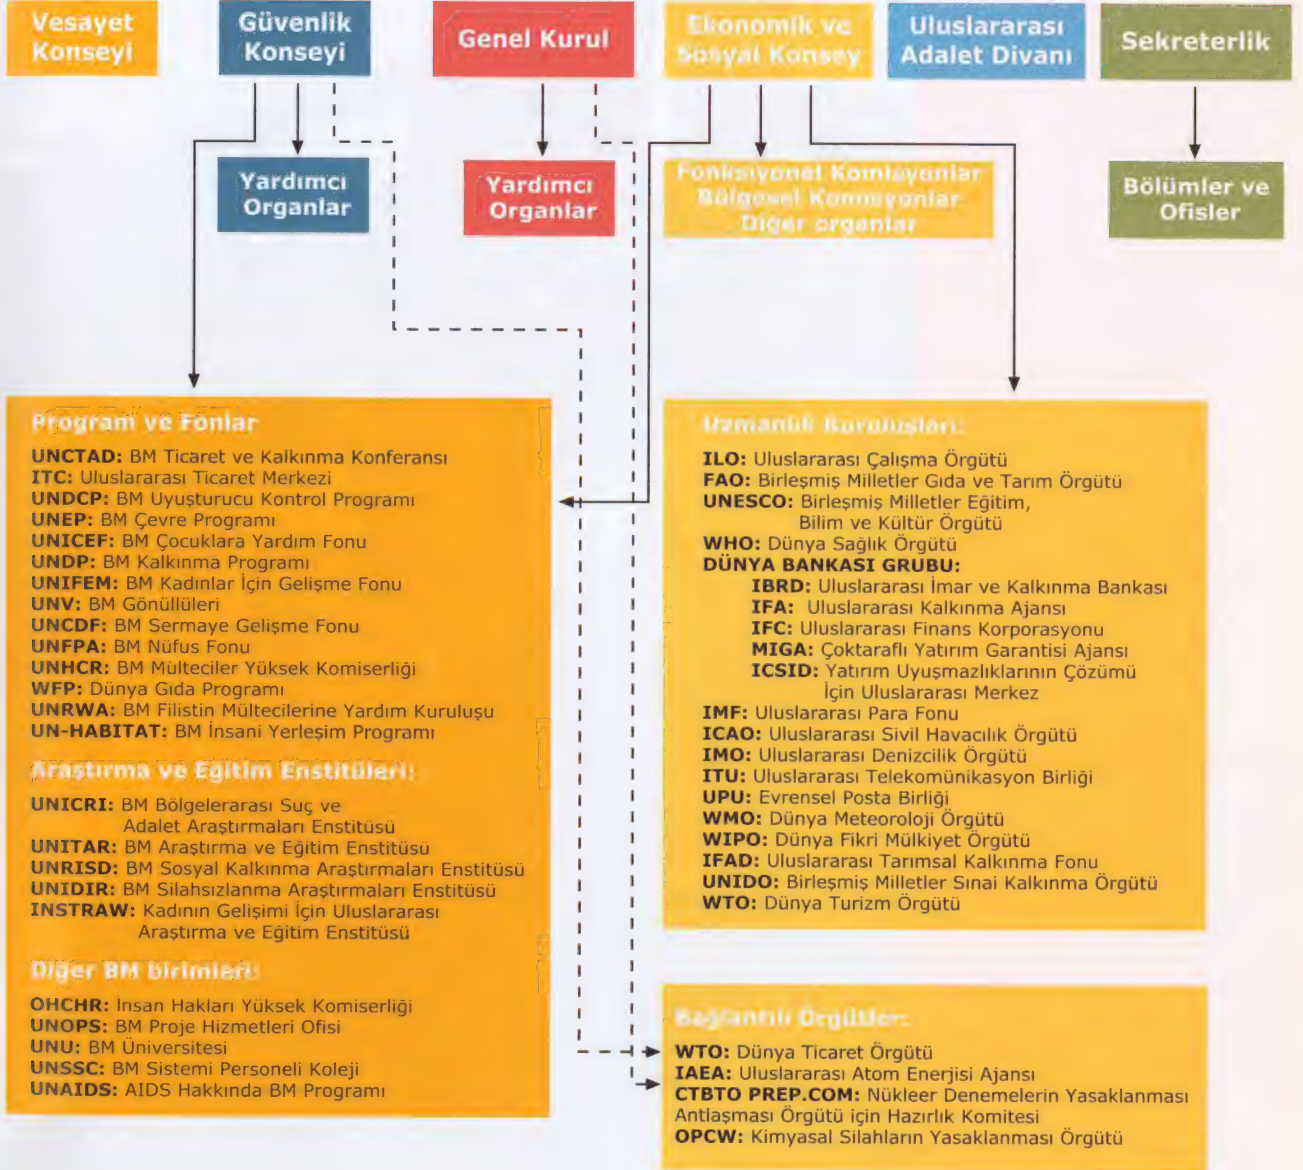 Vesayet
Konseyi
Güvenlik
Konseyi
Genel Kurul
Ekonomik ve
Sosyal Konsey
Uluslararası
Adalet Divanı
Sekreterlik
Yardımcı
Organlar
Yardımcı
Organlar
Fonksiyonel Komisyonlar
Bölgesel Komisyonlar
Diğer organlar
Bölümler ve
Ofisler
Program ve Fonlar
UNCTAD: BM Ticaret ve Kalkınma Konferansı
ITC: Uluslararası Ticaret Merkezi
UNDCP: BM Uyuşturucu Kontrol Programı
UNEP: BM Çevre Programı
UNICEF: BM Çocuklara Yardım Fonu
UNDP: BM Kalkınma Programı
UNIFEM: BM Kadınlar İçin Gelişme Fonu
UNV: BM Gönüllüleri
UNCDF: BM Sermaye Gelişme Fonu
UNFPA: BM Nüfus Fonu
UNHCR: BM Mülteciler Yüksek Komiserliği
WFP: Dünya Gıda Programı
UNRWA: BM Filistin Mültecilerine Yardım Kuruluşu
UN-HABITAT: BM İnsani Yerleşim Programı
Araştırma ve Eğitim Enstitüleri:
UNICRI: BM Bölgelerarası Suç ve
Adalet Araştırmaları Enstitüsü
UNITAR: BM Araştırma ve Eğitim Enstitüsü
UNRISD: BM Sosyal Kalkınma Araştırmaları Enstitüsü
UNIDIR: BM Silahsızlanma Araştırmaları Enstitüsü
INSTRAW: Kadının Gelişimi İçin Uluslararası
Araştırma ve Eğitim Enstitüsü
Diğer BM birimleri:
OHCHR: İnsan Hakları Yüksek Komiserliği
UNOPS: BM Proje Hizmetleri Ofisi
UNU: BM Üniversitesi
UNSSC: BM Sistemi Personeli Koleji
UNAIDS: AIDS Hakkında BM Programı
Uzmanlık Kuruluşları:
ILO: Uluslararası Çalışma Örgütü
FAO: Birleşmiş Milletler Gıda ve Tarım Örgütü
UNESCO: Birleşmiş Milletler Eğitim,
Bilim ve Kültür Örgütü
WHO: Dünya Sağlık Örgütü
DÜNYA BANKASI GRUBU:
IBRD: Uluslararası İmar ve Kalkınma Bankası
IFA: Uluslararası Kalkınma Ajansı
IFC: Uluslararası Finans Korporasyonu
MIGA: Çoktaraflı Yatırım Garantisi Ajansı
ICSID: Yatırım Uyuşmazlıklarının Çözümü
İçin Uluslararası Merkez
IMF: Uluslararası Para Fonu
ICAO: Uluslararası Sivil Havacılık Örgütü
IMO: Uluslararası Denizcilik Örgütü
ITU: Uluslararası Telekomünikasyon Birliği
UPU: Evrensel Posta Birliği
WMO: Dünya Meteoroloji Örgütü
WIPO: Dünya Fikri Mülkiyet Örgütü
IFAD: Uluslararası Tarımsal Kalkınma Fonu
UNIDO: Birleşmiş Milletler Sınai Kalkınma Örgütü
WTO: Dünya Turizm Örgütü
Bağlantılı Örgütler:
WTO: Dünya Ticaret Örgütü
IAEA: Uluslararası Atom Enerjisi Ajansı
CTBTO PREP.COM: Nükleer Denemelerin Yasaklanması
Antlaşması Örgütü için Hazırlık Komitesi
OPCW: Kimyasal Silahların Yasaklanması Örgütü